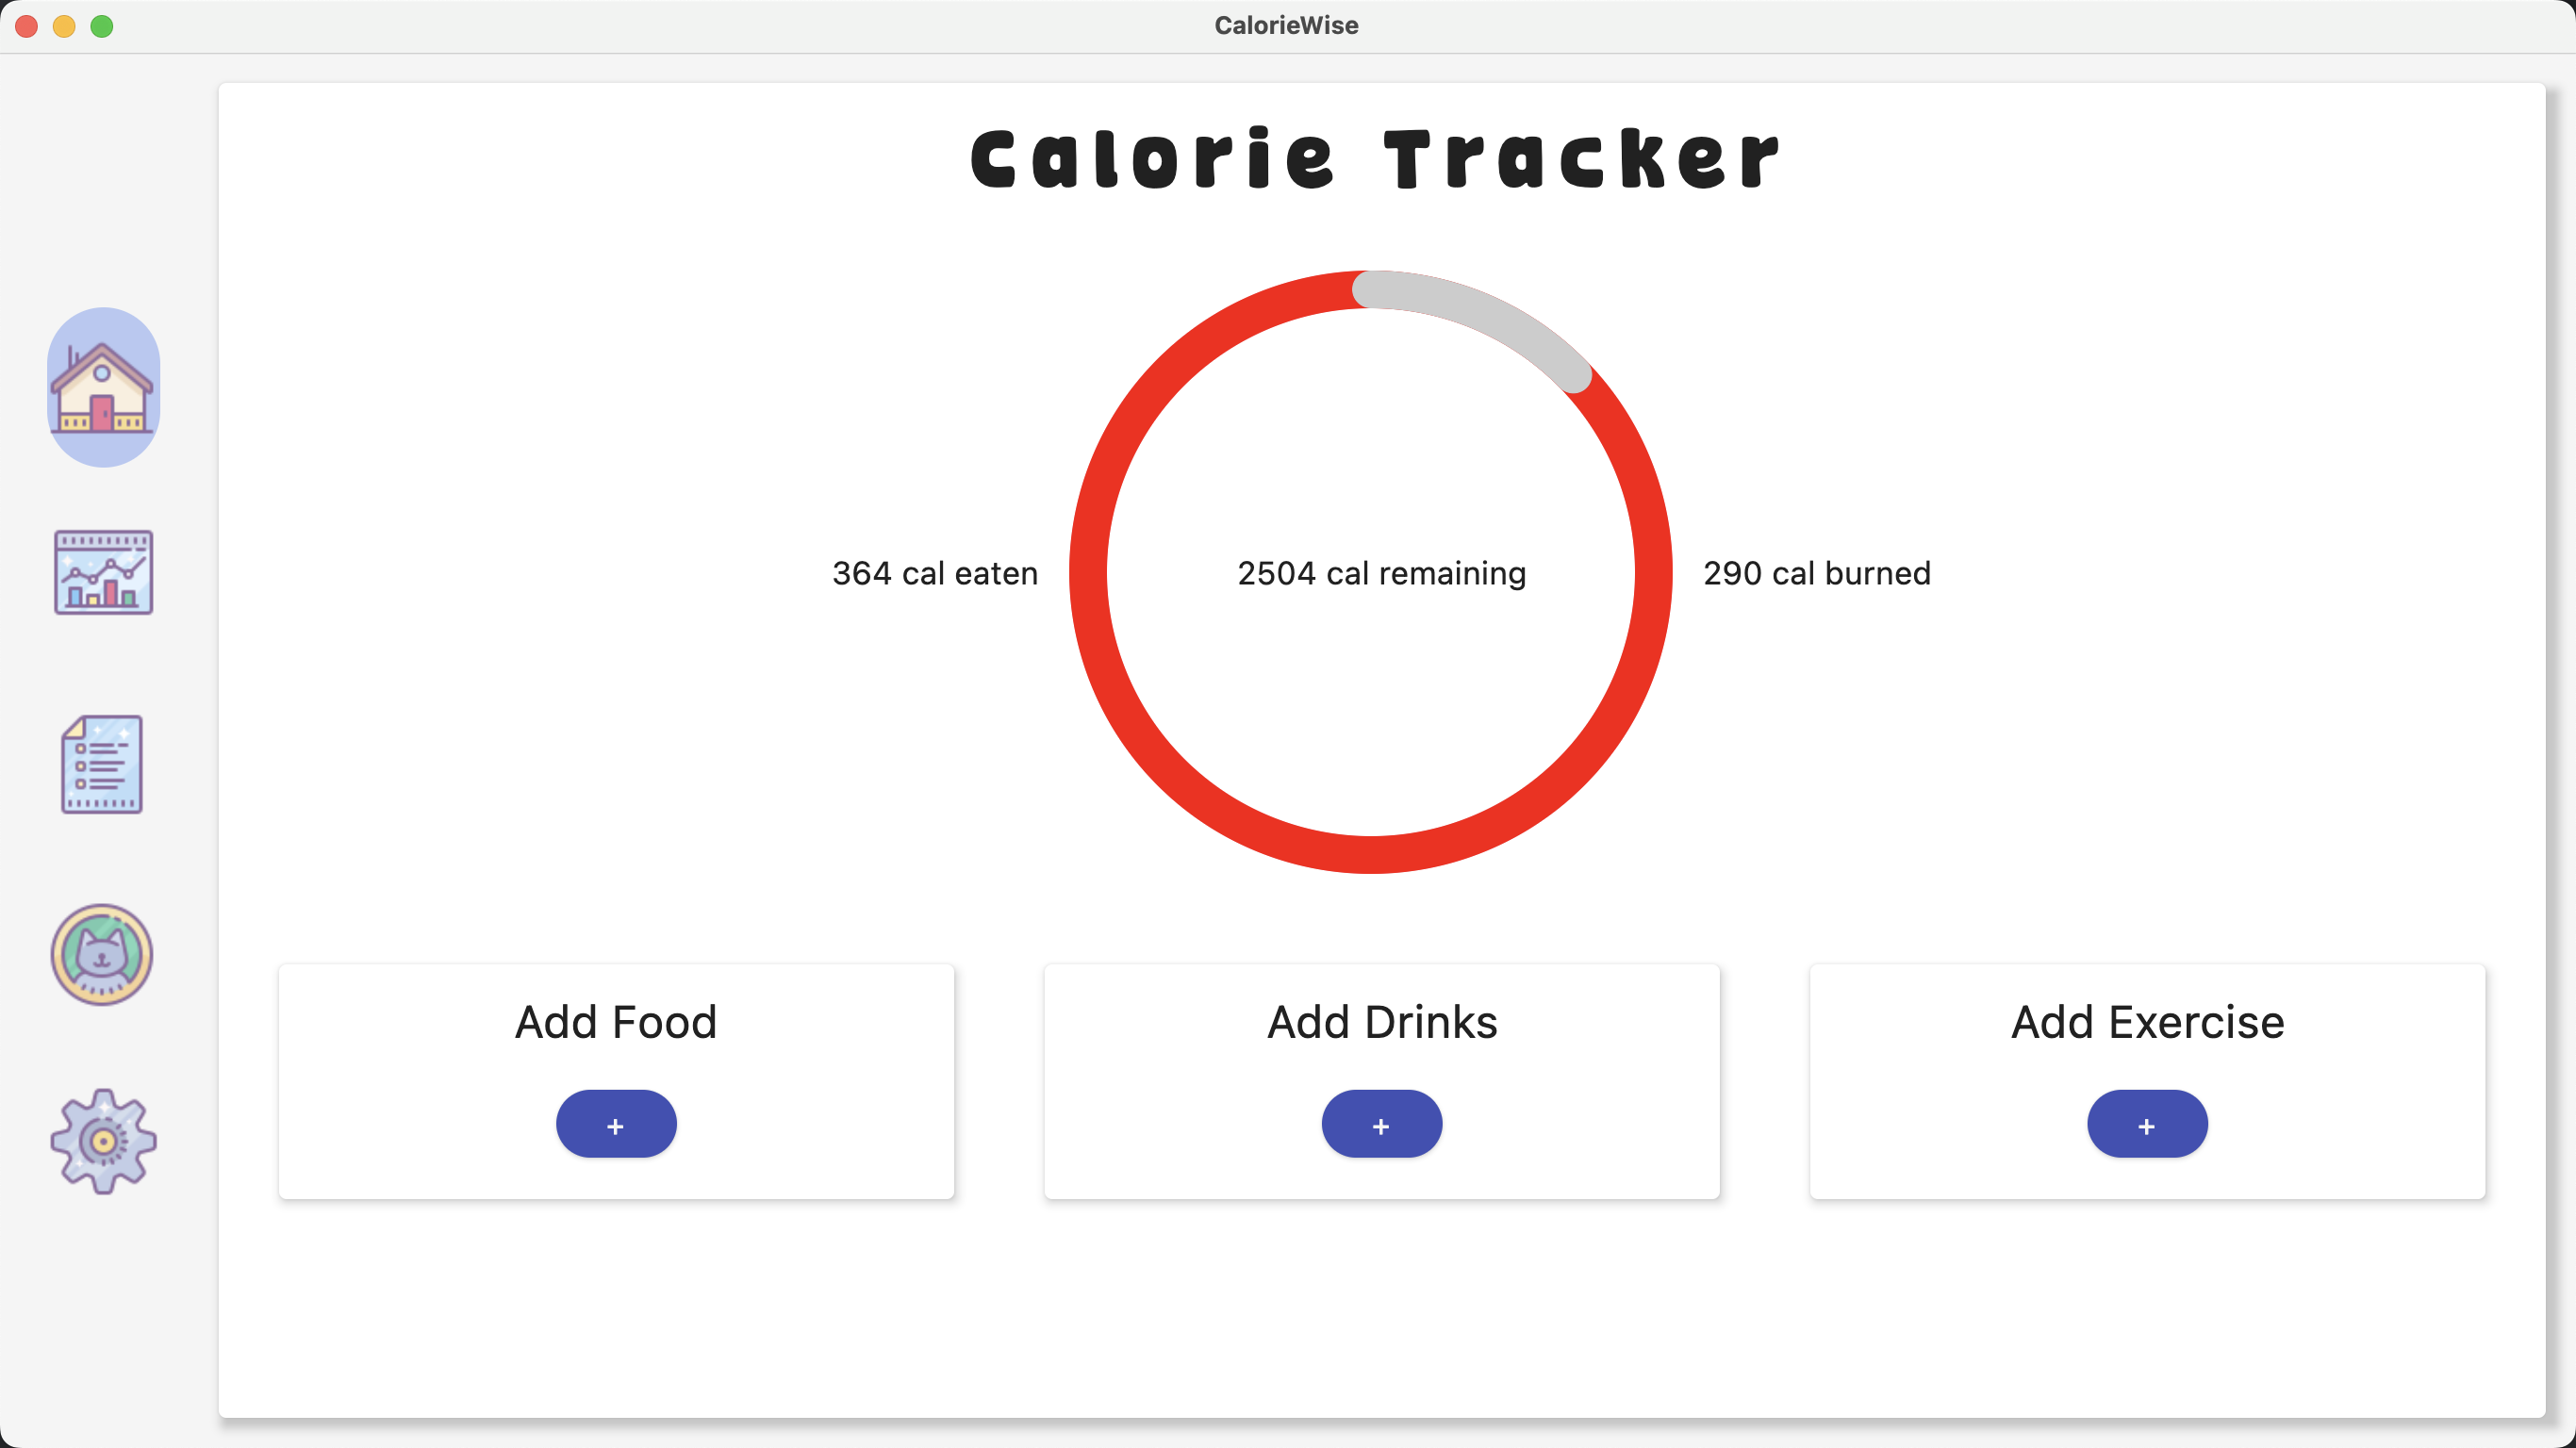 CalorieWise
Calorie Tracker
364 cal eaten
2504 cal remaining
290 cal burned
Add Food
Add Drinks
Add Exercise
+
+
+